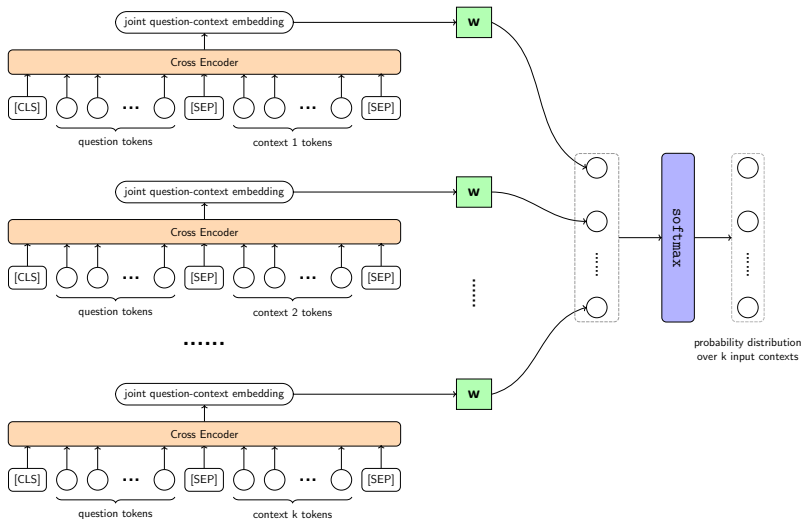 joint question-context embedding
w
Cross Encoder
[CLS] ... [SEP] ... [SEP]
question tokens
context 1 tokens
joint question-context embedding
w
Cross Encoder
[CLS] ... [SEP] ... [SEP]
question tokens
context 2 tokens
......
......
joint question-context embedding
w
Cross Encoder
[CLS] ... [SEP] ... [SEP]
question tokens
context k tokens
......
softmax
......
probability distribution
over k input contexts